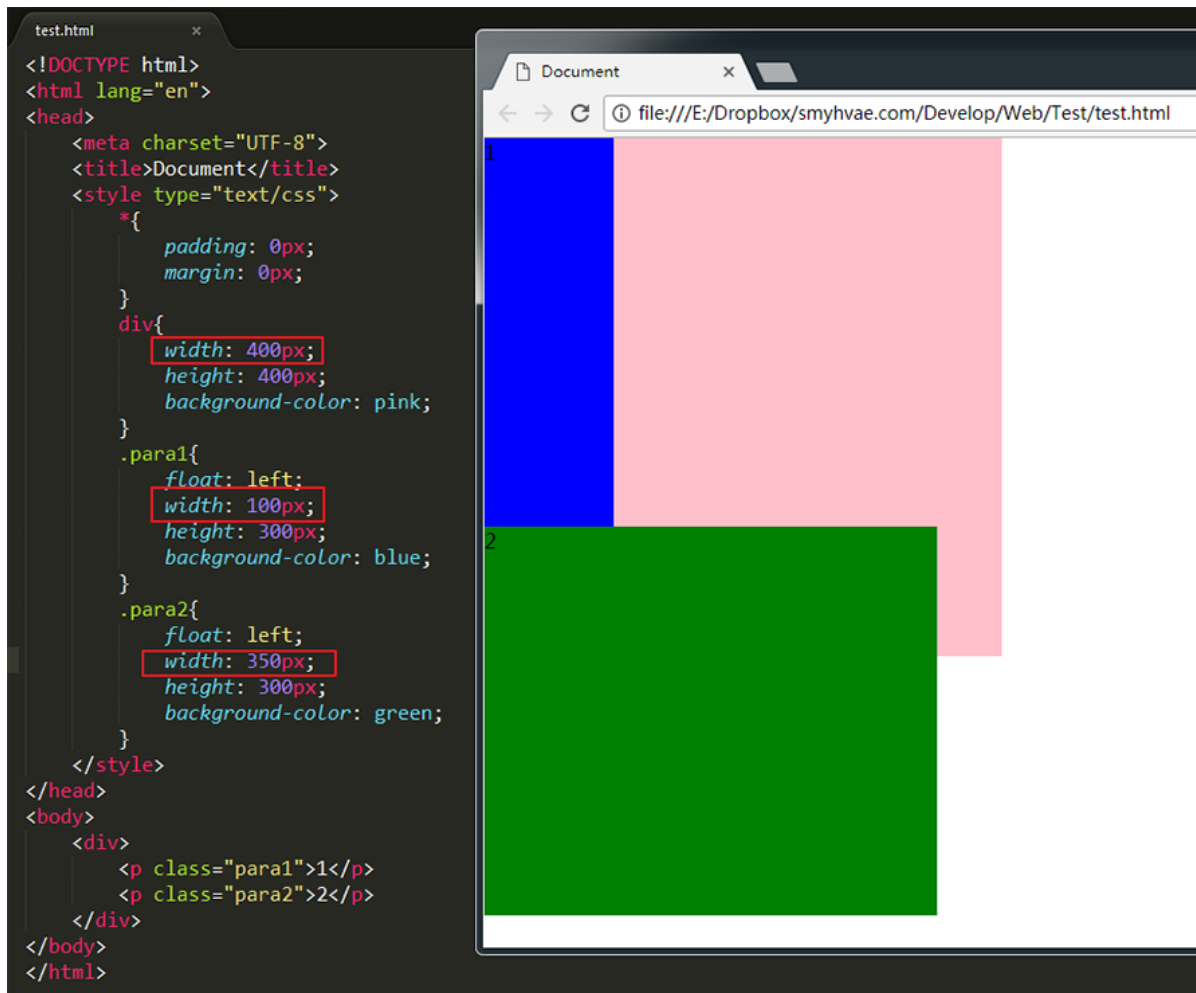 test.html ×
<!DOCTYPE html>
<html lang="en">
<head>
    <meta charset="UTF-8">
    <title>Document</title>
    <style type="text/css">
        *{
            padding: 0px;
            margin: 0px;
        }
        div{
            width: 400px;
            height: 400px;
            background-color: pink;
        }
        .para1{
            float: left;
            width: 100px;
            height: 300px;
            background-color: blue;
        }
        .para2{
            float: left;
            width: 350px;
            height: 300px;
            background-color: green;
        }
    </style>
</head>
<body>
    <div>
        <p class="para1">1</p>
        <p class="para2">2</p>
    </div>
</body>
</html>
Document ×
file:///E:/Dropbox/smyhvae.com/Develop/Web/Test/test.html
1
2